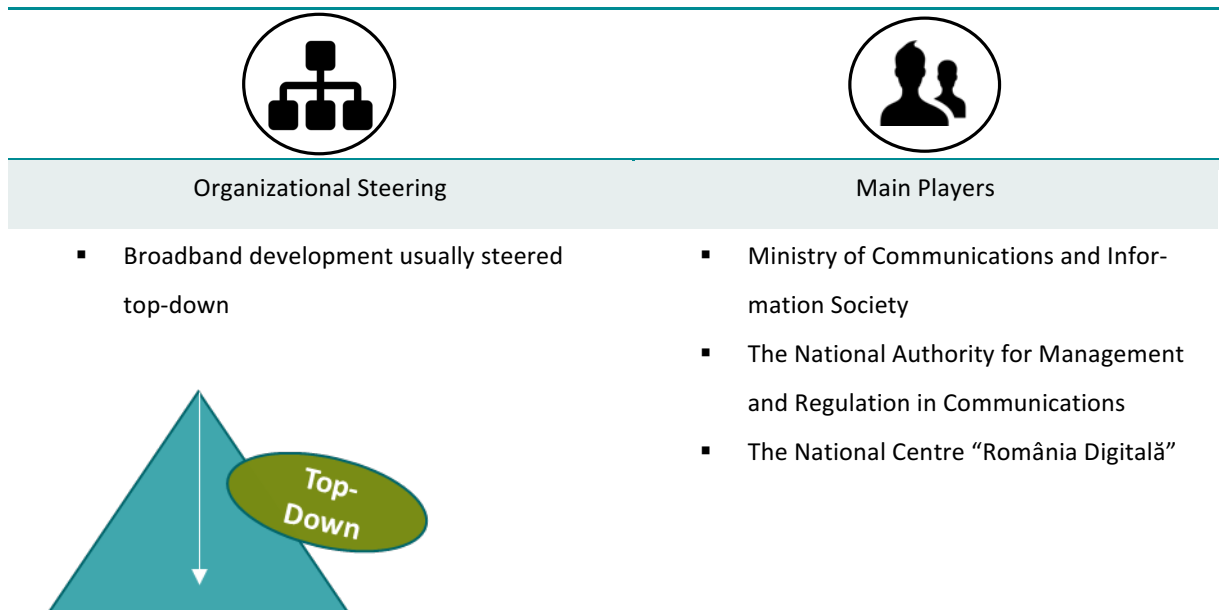 Organizational Steering
Main Players
▪ Broadband development usually steered
top-down
▪ Ministry of Communications and Infor-
mation Society
▪ The National Authority for Management
and Regulation in Communications
▪ The National Centre “România Digitală”
Top-
Down